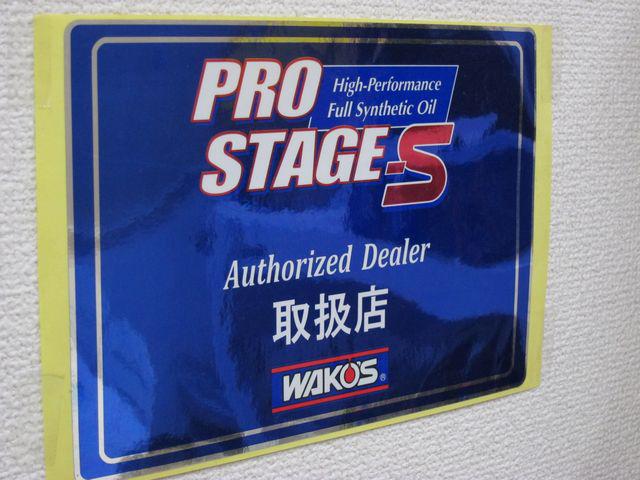 PRO
STAGE-S
High-Performance
Full Synthetic Oil
Authorized Dealer
取扱店
WAKO'S®